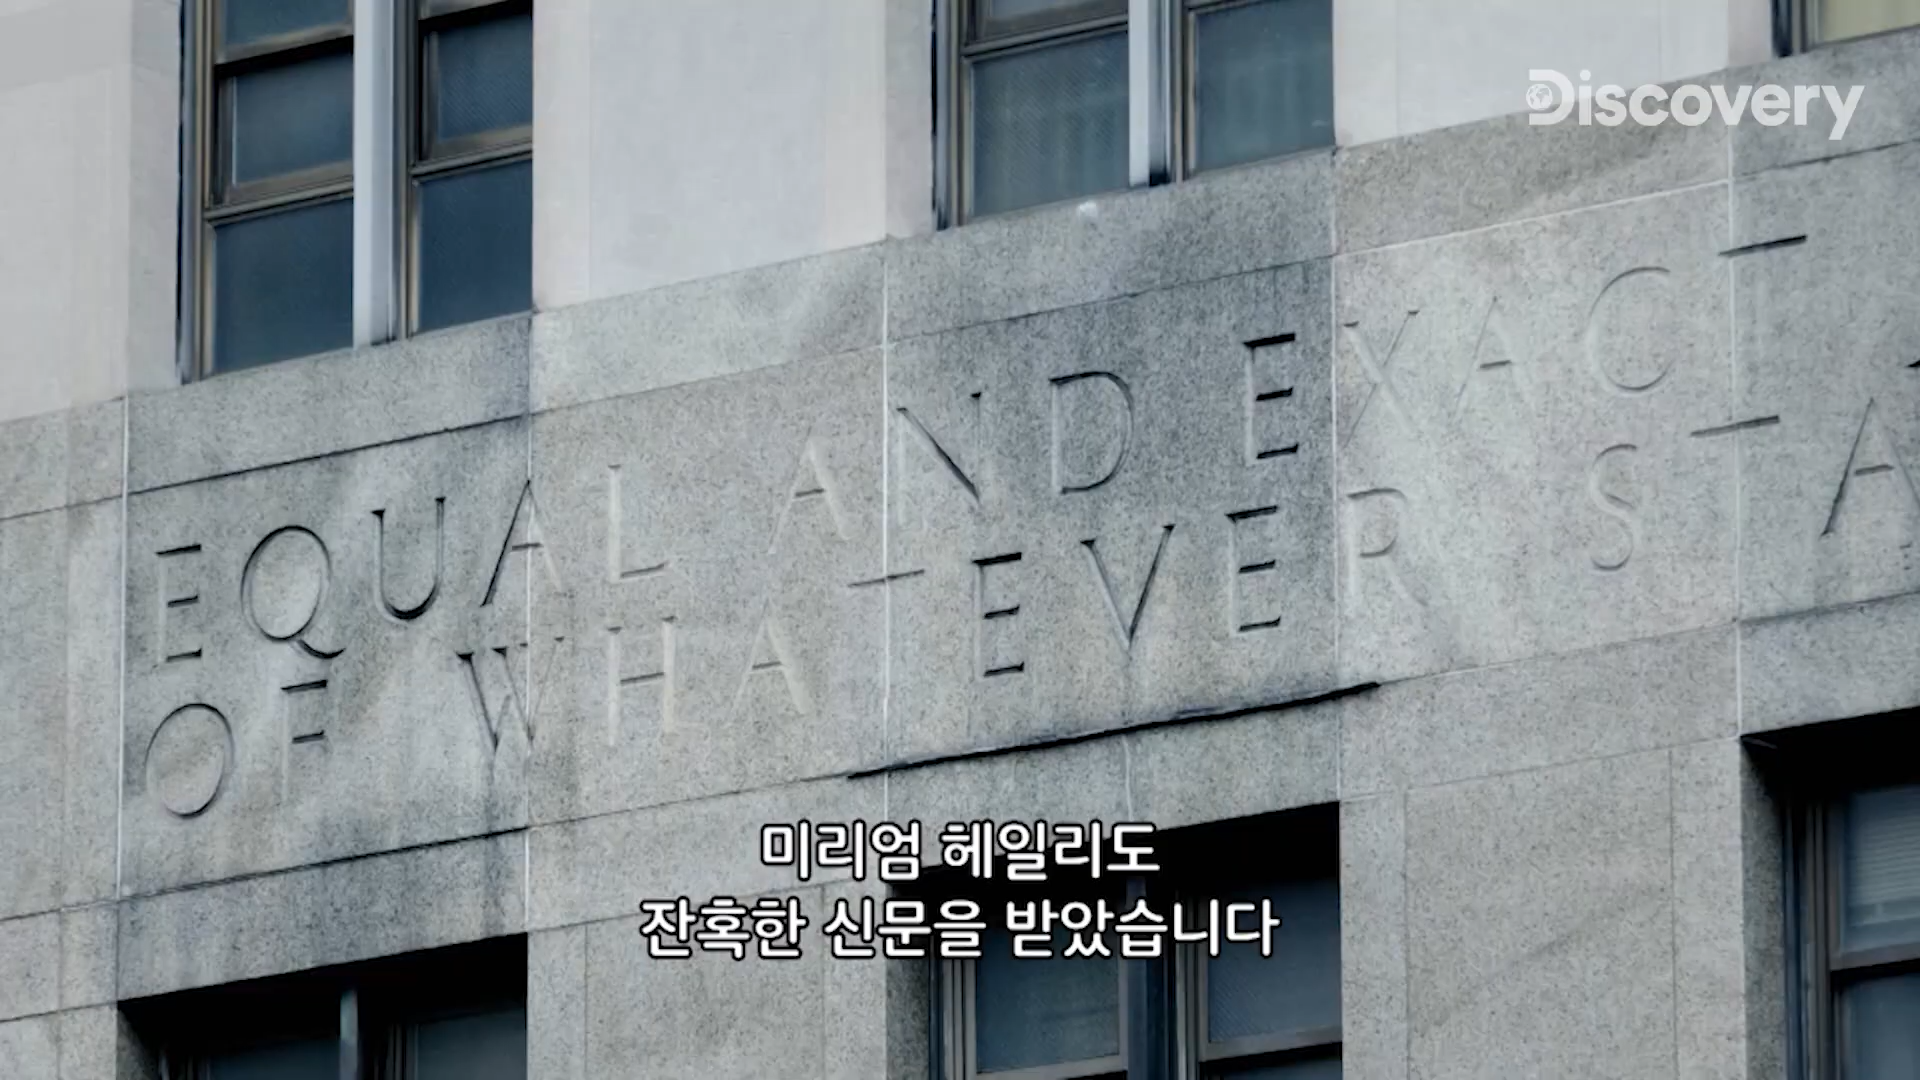 Discovery
EQUAL AND EXACT
OF WHATEVER STA
미리엄 헤일리도
잔혹한 신문을 받았습니다